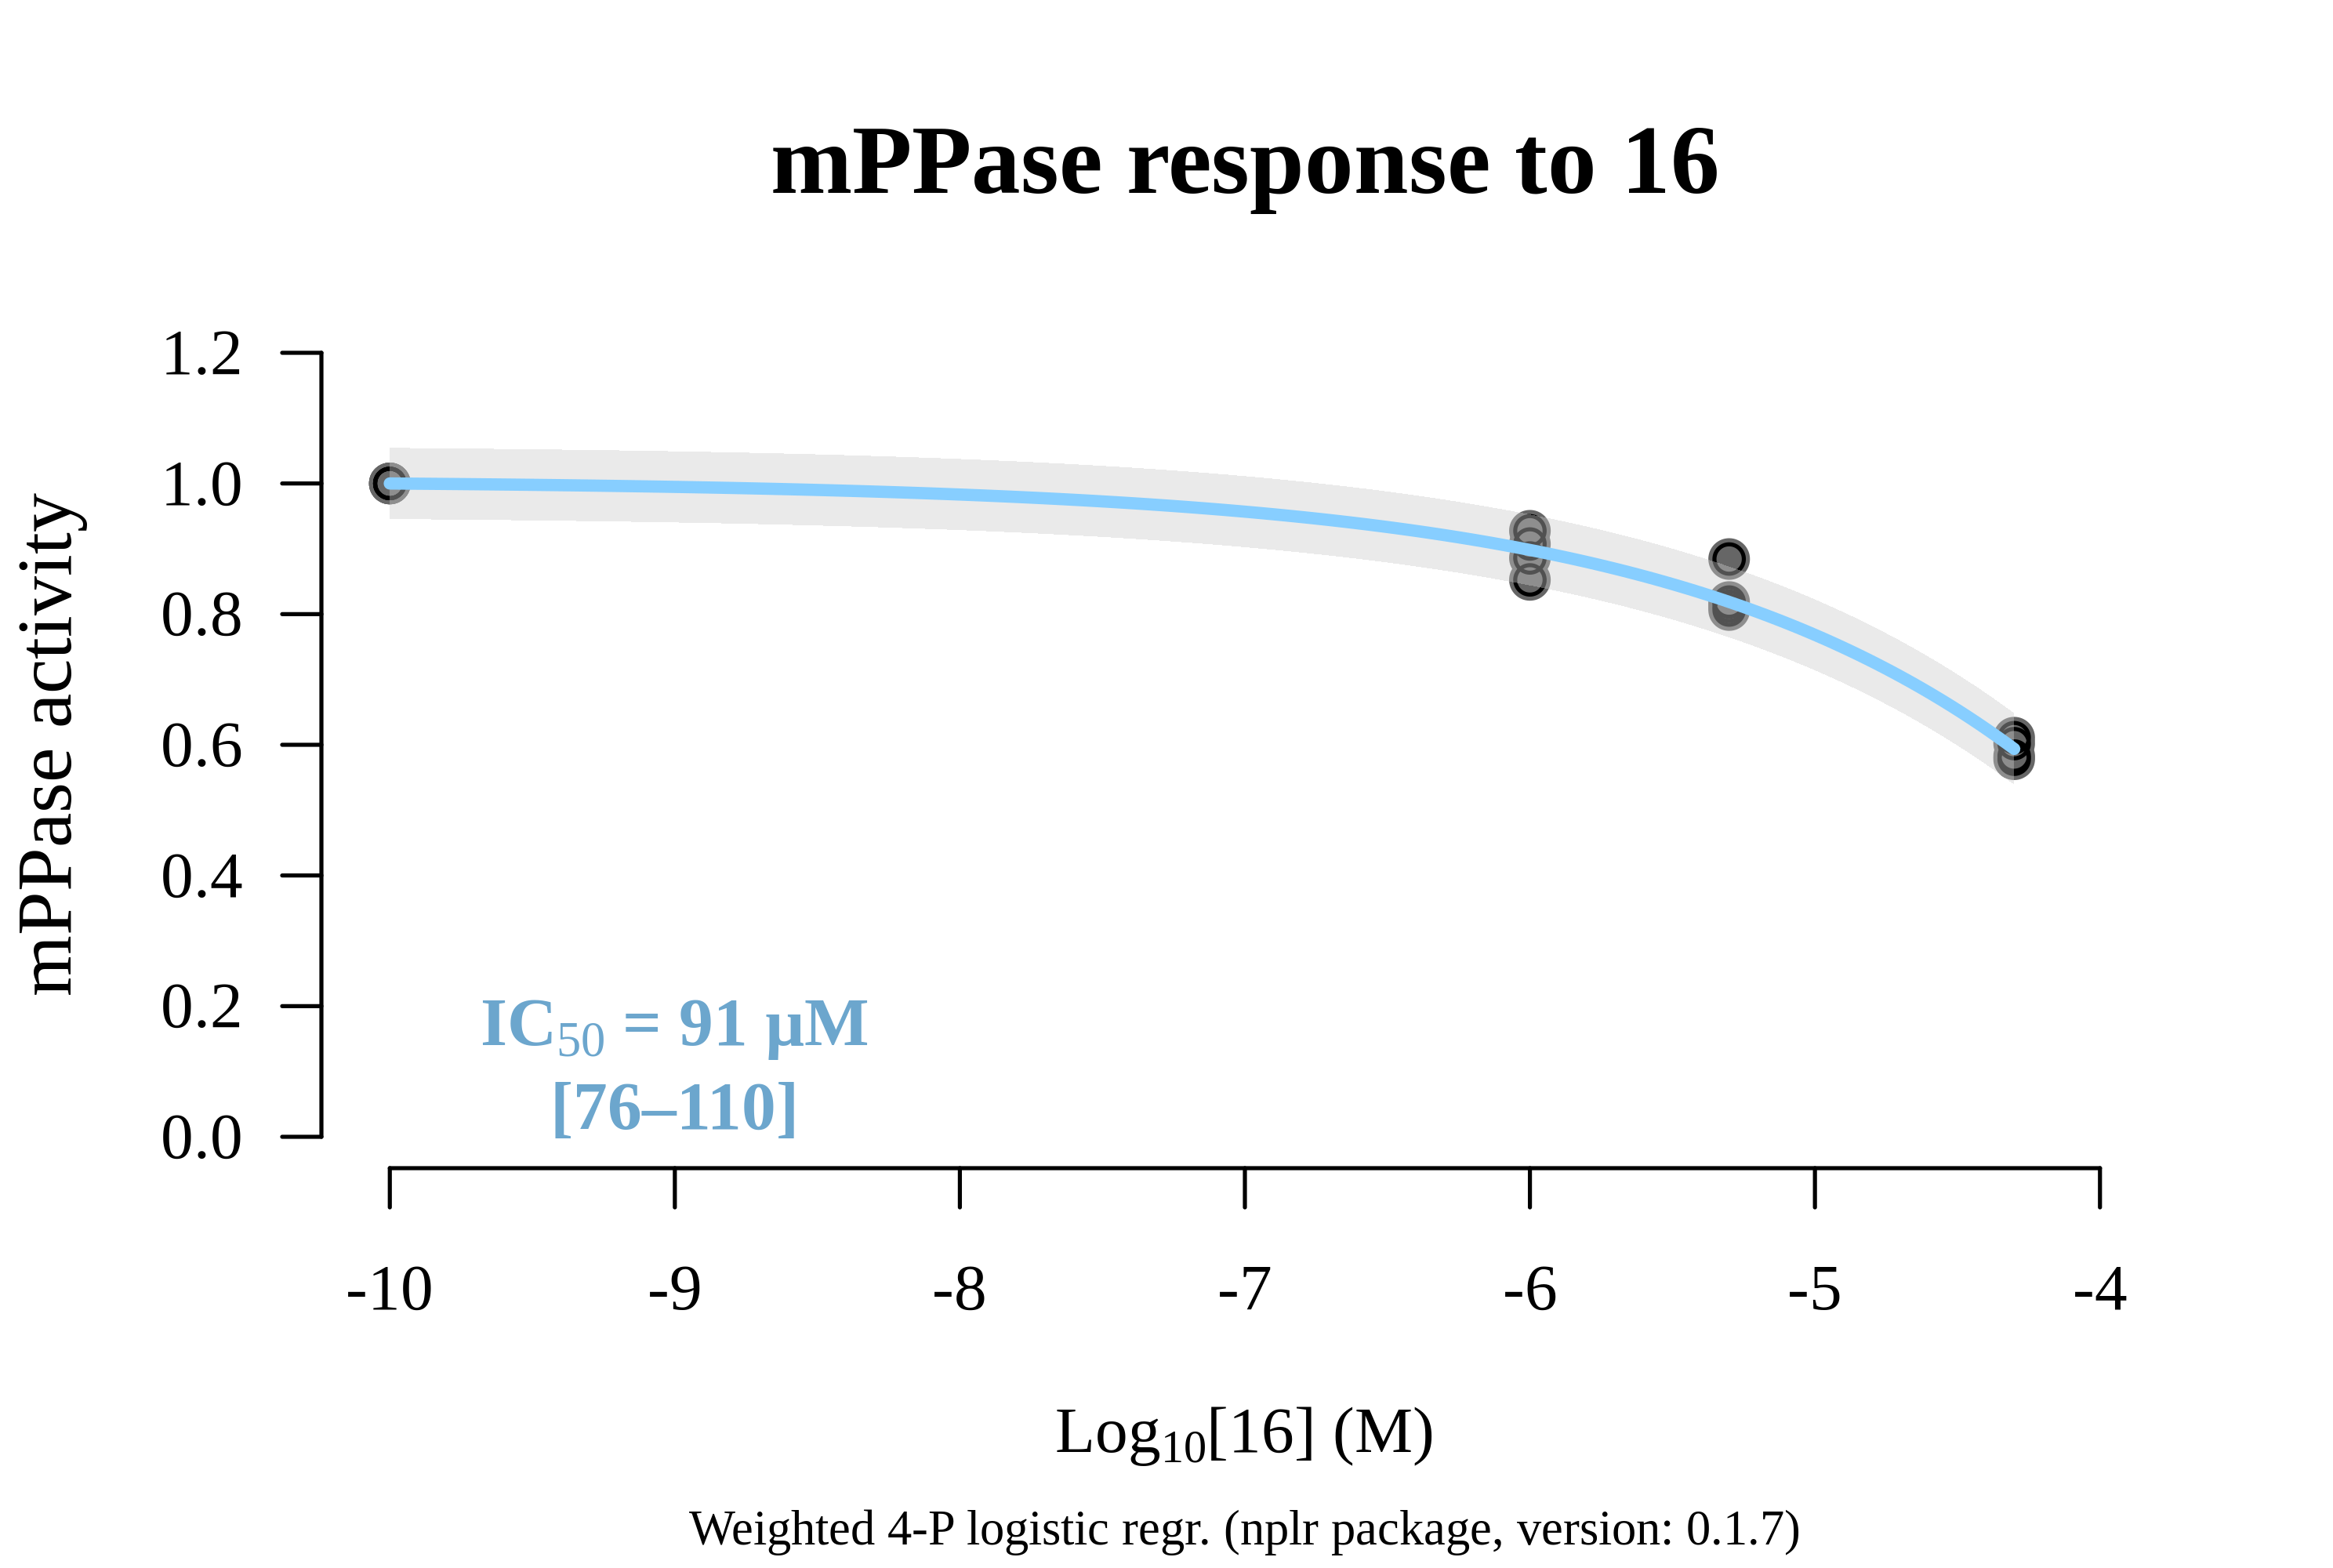 mPPase response to 16
mPPase activity
1.2
1.0
0.8
0.6
0.4
0.2
0.0
IC50 = 91 µM
[76–110]
-10 -9 -8 -7 -6 -5 -4
Log10[16] (M)
Weighted 4-P logistic regr. (nplr package, version: 0.1.7)